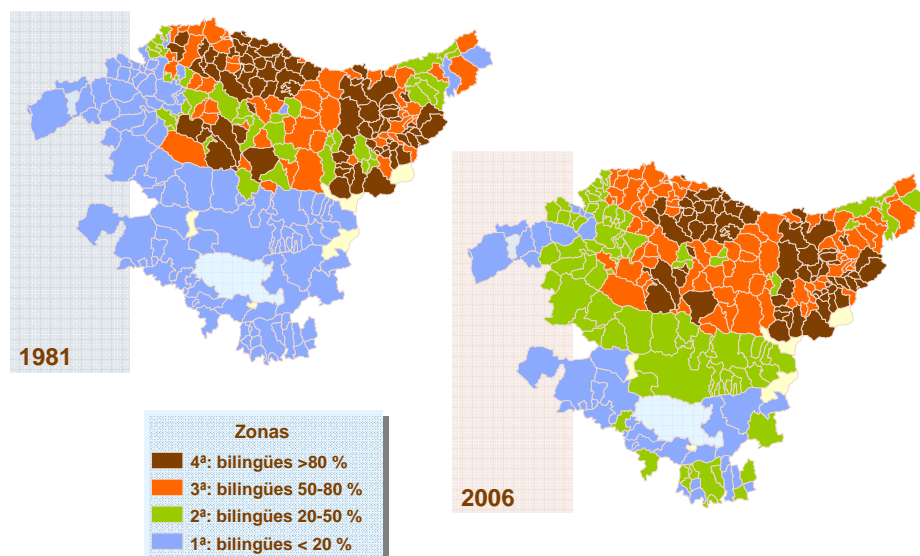 1981
2006
Zonas
4ª: bilingües >80 %
3ª: bilingües 50-80 %
2ª: bilingües 20-50 %
1ª: bilingües < 20 %